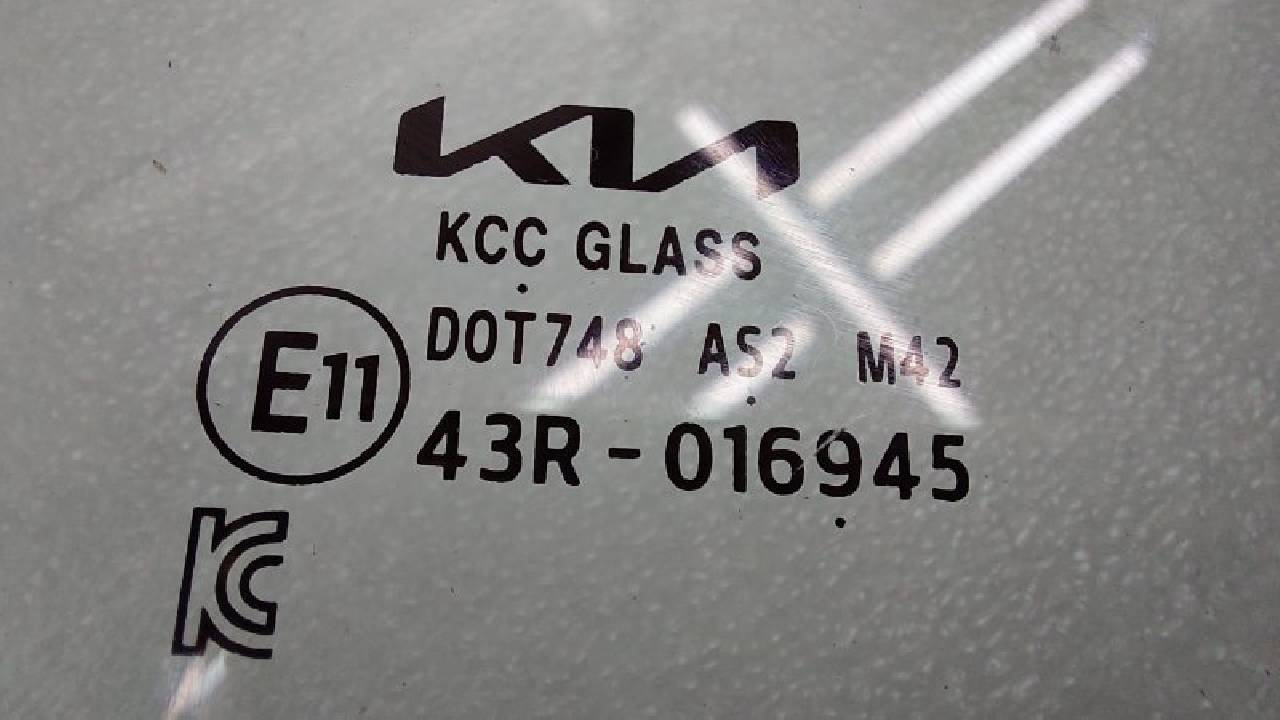 KIA
KCC GLASS
E11
DOT748 AS2 M42
43R-016945
KC